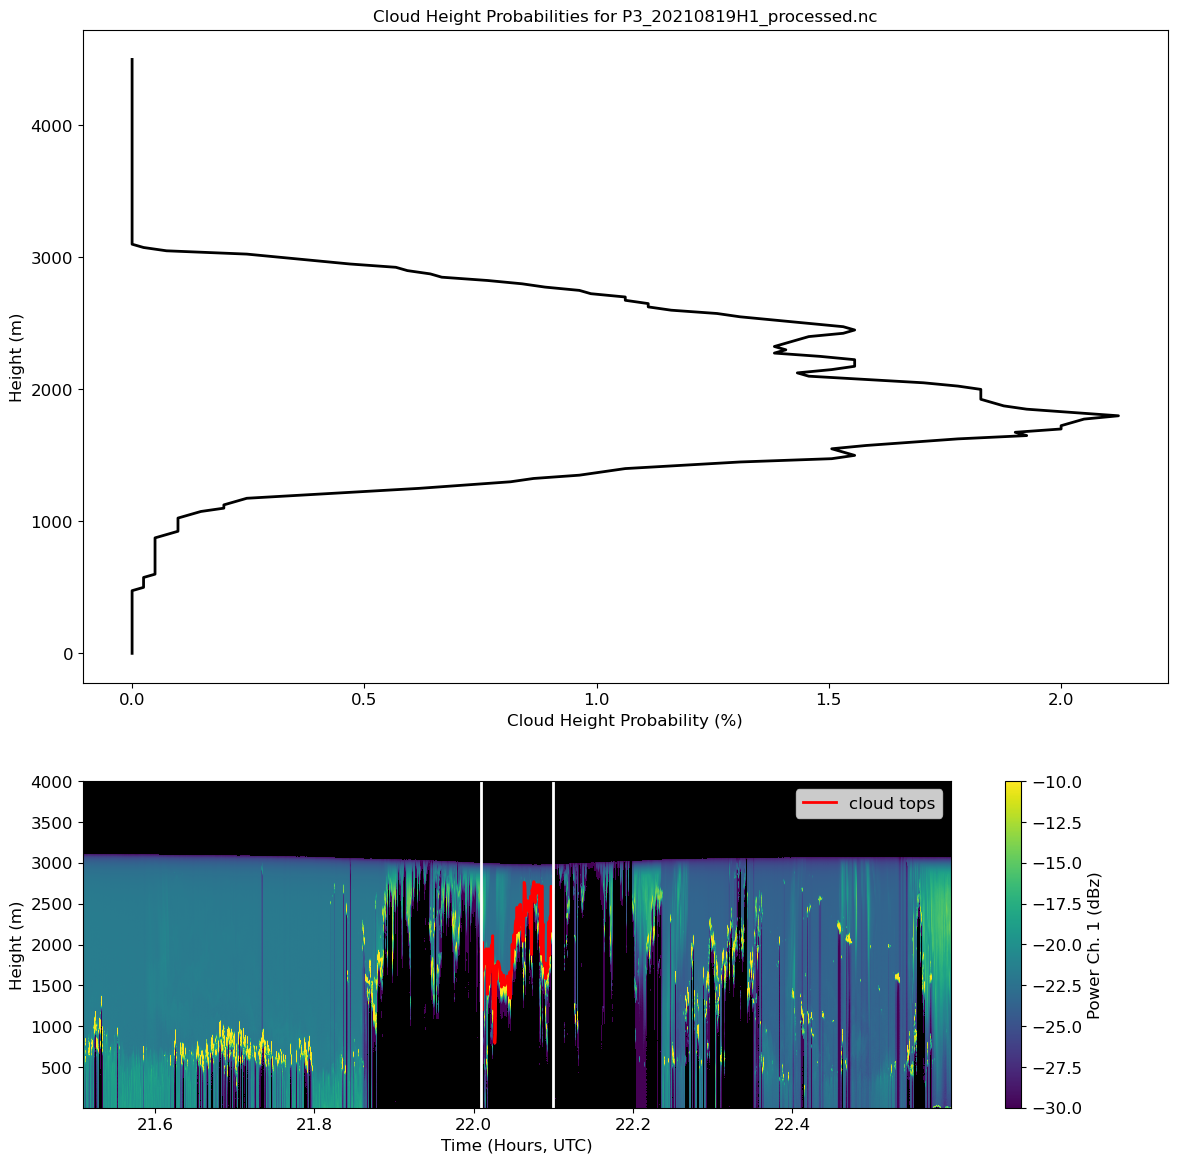 Cloud Height Probabilities for P3_20210819H1_processed.nc
4000
3000
2000
1000
0
Height (m)
0.0 0.5 1.0 1.5 2.0
Cloud Height Probability (%)
4000
3500
3000
2500
2000
1500
1000
500
Height (m)
cloud tops
21.6 21.8 22.0 22.2 22.4
Time (Hours, UTC)
−10.0
−12.5
−15.0
−17.5
−20.0
−22.5
−25.0
−27.5
−30.0
Power Ch. 1 (dBz)